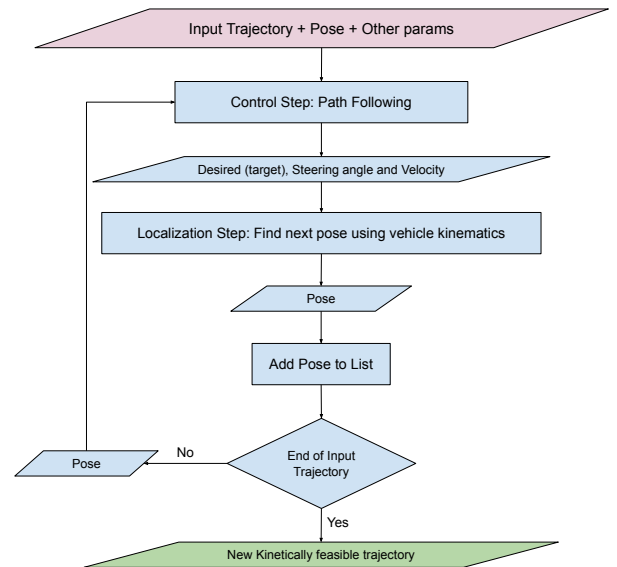 Input Trajectory + Pose + Other params
Control Step: Path Following
Desired (target), Steering angle and Velocity
Localization Step: Find next pose using vehicle kinematics
Pose
Add Pose to List
End of Input
Trajectory
No
Pose
Yes
New Kinetically feasible trajectory